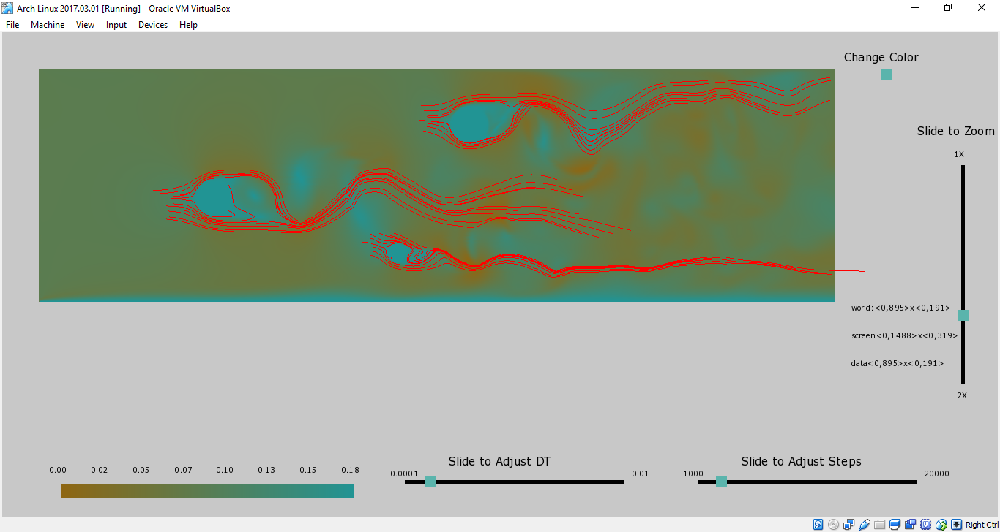 Arch Linux 2017.03.01 [Running] - Oracle VM VirtualBox
File Machine View Input Devices Help
Change Color
Slide to Zoom
1X
world: <0,895>x<0,191>
screen<0,1488>x<0,319>
data<0,895>x<0,191>
2X
0.00 0.02 0.05 0.07 0.10 0.13 0.15 0.18
Slide to Adjust DT
0.0001 0.01
Slide to Adjust Steps
1000 20000
Right Ctrl